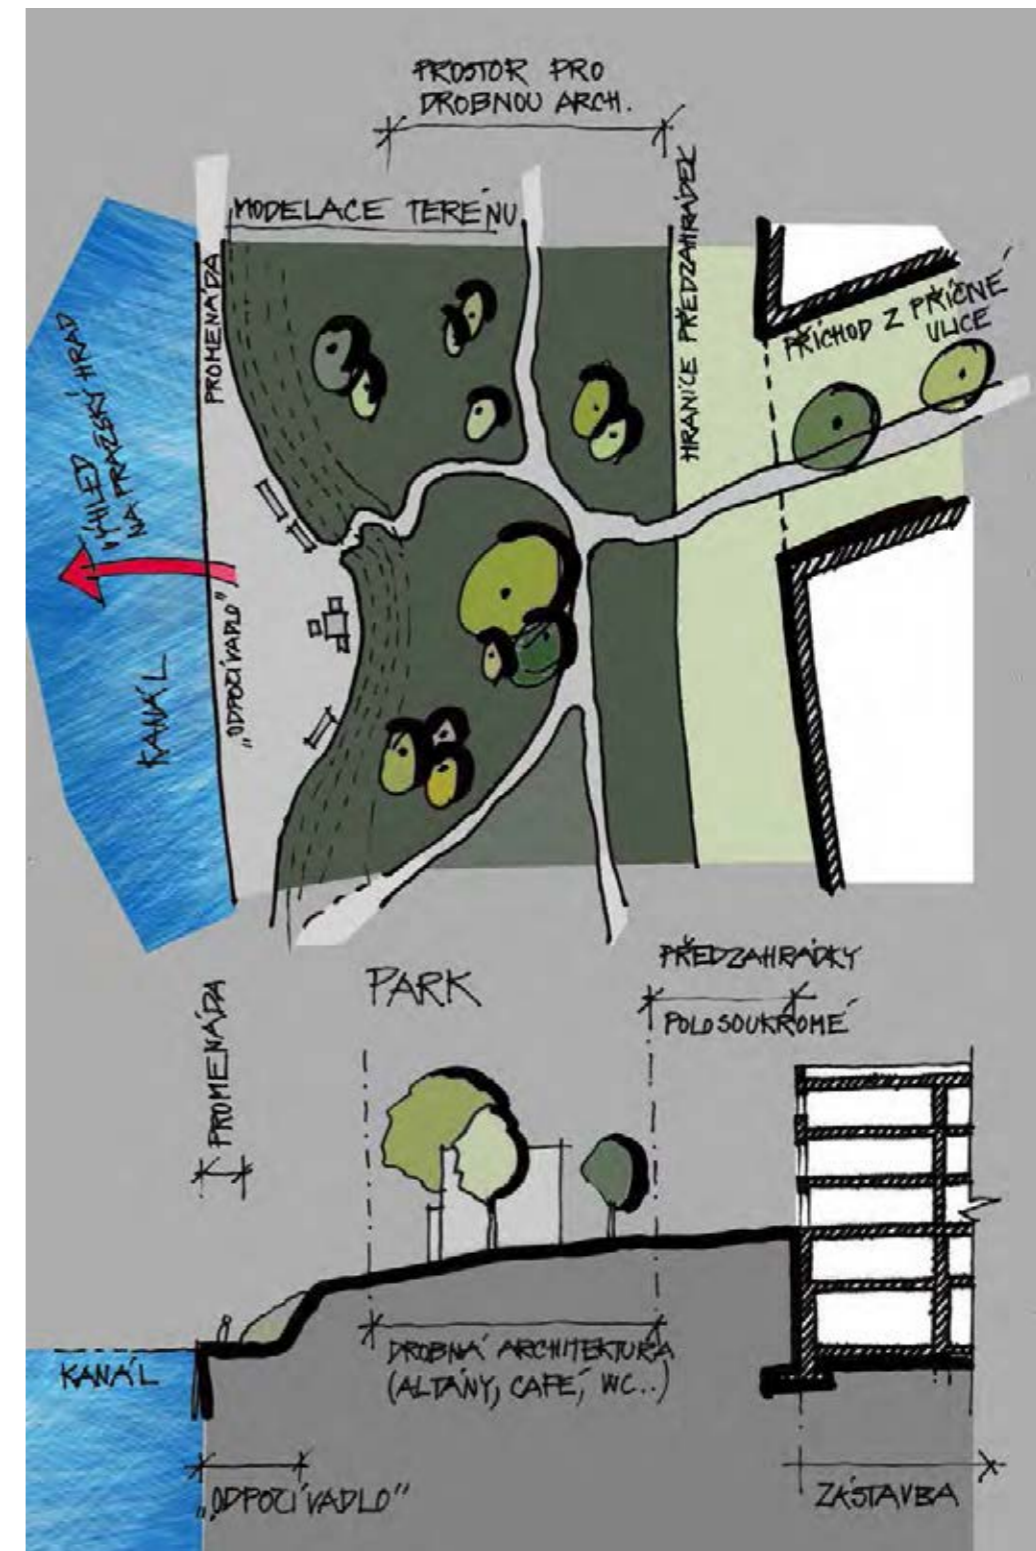 PROSTOR PRO
DROBNOU ARCH.
MODELACE TERÉNU
PROMENÁDA
HRANICE PŘEDZAHRÁDEK
PŘÍCHOD Z PŘÍČNÉ
ULICE
VÝHLED
NA PRAŽSKÝ HRAD
KANÁL
„ODPOČÍVADLO"
PARK
PŘEDZAHRÁDKY
POLOSOUKROMÉ
PROMENÁDA
KANÁL
DROBNÁ ARCHITEKTURA
(ALTÁNY, CAFÉ, WC..)
„ODPOČÍVADLO"
ZÁSTAVBA